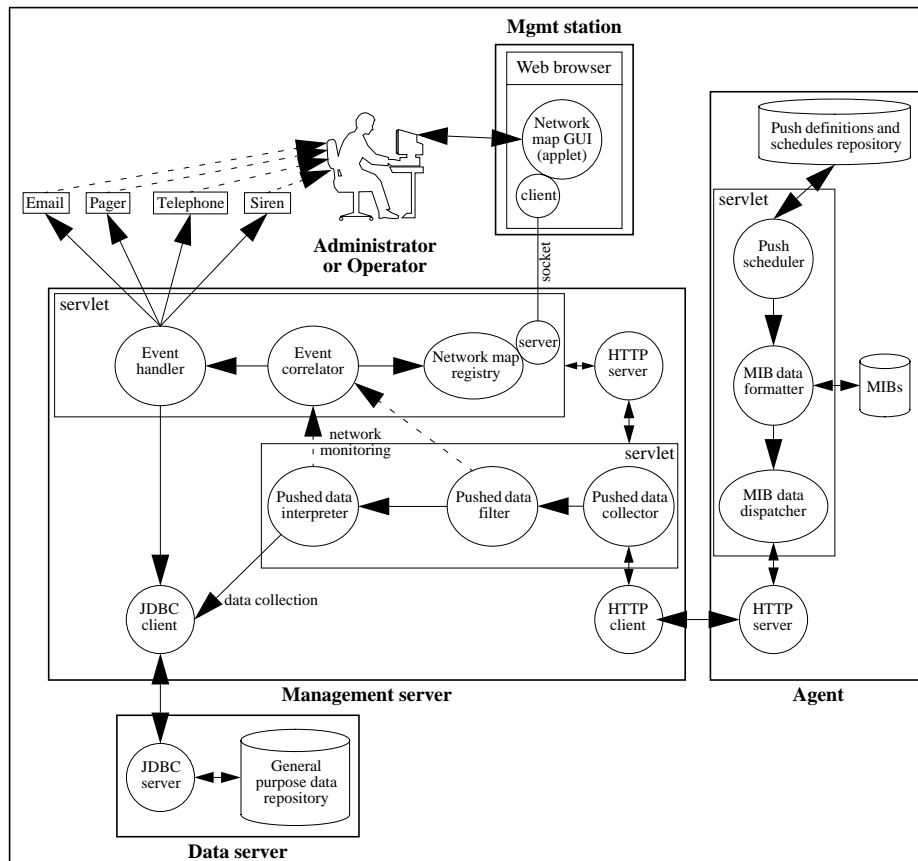 Mgmt station
Web browser
Network
map GUI
(applet)
client
socket
Administrator
or Operator
Email
Pager
Telephone
Siren
Push definitions and
schedules repository
servlet
Push
scheduler
MIB data
formatter
MIBs
MIB data
dispatcher
HTTP
server
Agent
servlet
Event
handler
Event
correlator
Network map
registry
server
HTTP
server
network
monitoring
servlet
Pushed data
interpreter
Pushed data
filter
Pushed data
collector
data collection
JDBC
client
HTTP
client
Management server
JDBC
server
General
purpose data
repository
Data server